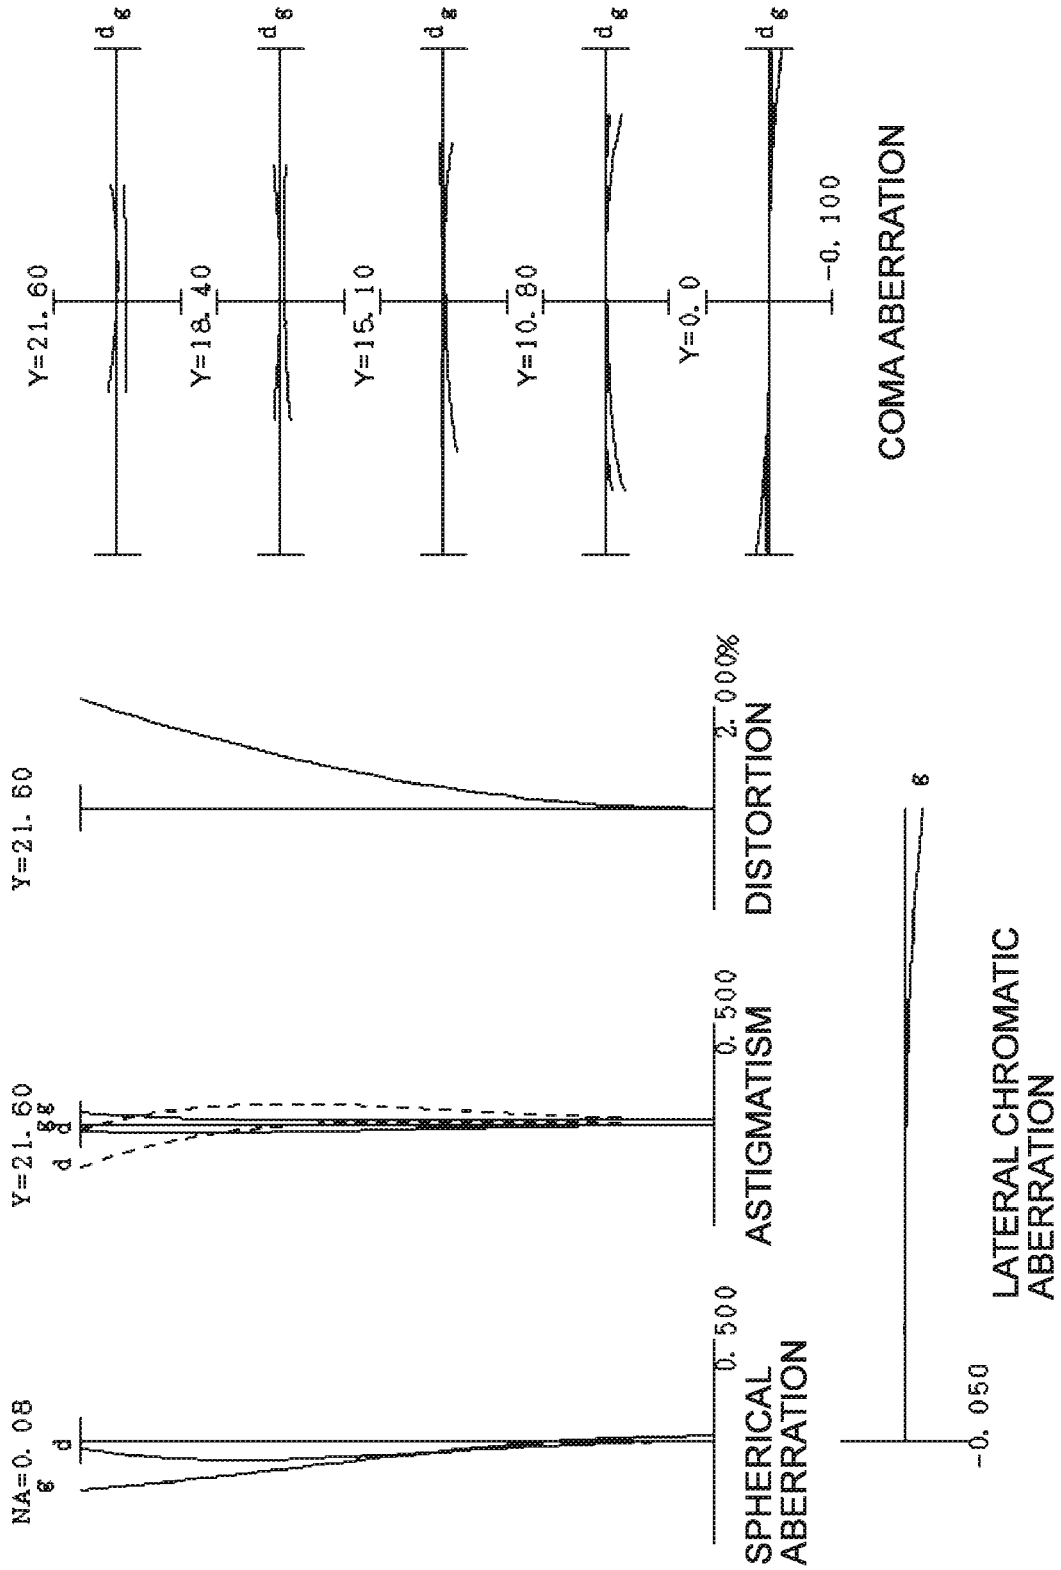 NA=0.08
g
d
0.500
SPHERICAL
ABERRATION
Y=21.60
g g
d
d
0.500
ASTIGMATISM
Y=21.60
2.000%
DISTORTION
-0.050
g
LATERAL CHROMATIC
ABERRATION
Y=21.60
d g
Y=18.40
d g
Y=15.10
d g
Y=10.80
d g
Y=0.0
d g
-0.100
COMA ABERRATION